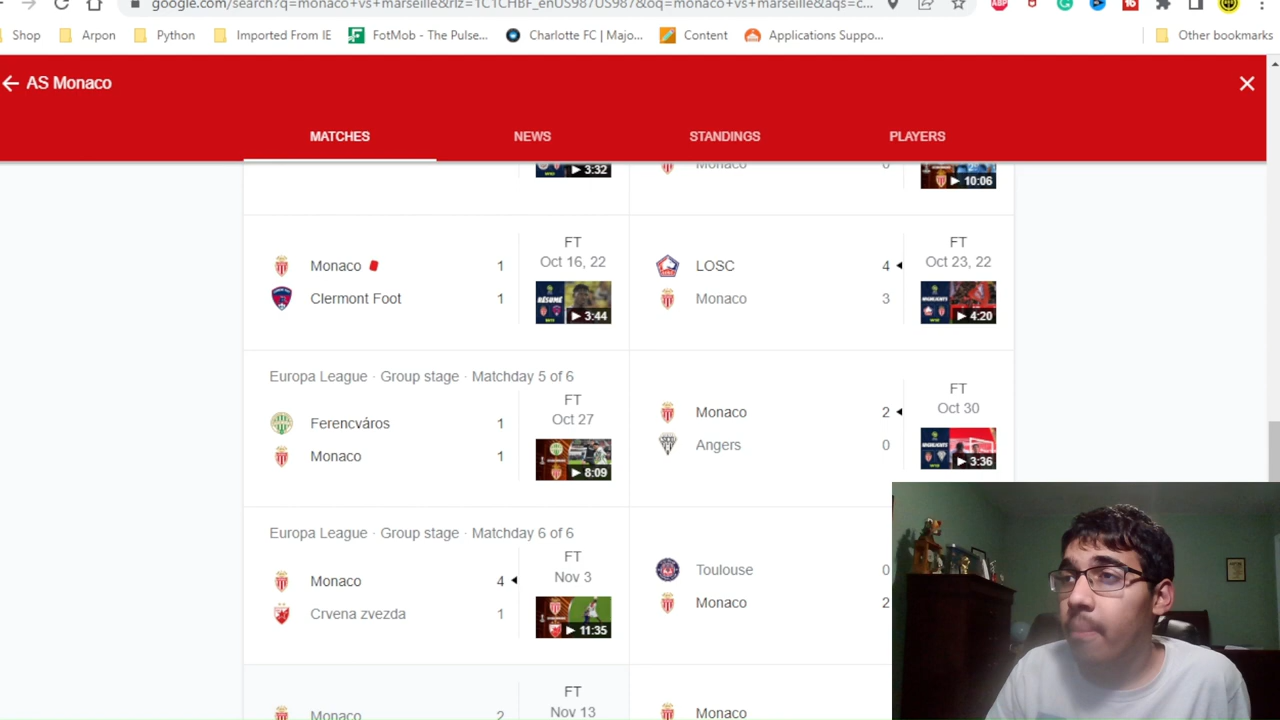 google.com/search?q=monaco+vs+marseille&rlz=1C1CHBF_enUS987US987&oq=monaco+vs+marseille&aqs=c...
ABP
16
Shop
Arpon
Python
Imported From IE
FotMob - The Pulse...
Charlotte FC | Majo...
Content
Applications Suppo...
Other bookmarks
AS Monaco
MATCHES
NEWS
STANDINGS
PLAYERS
3:32
Monaco
10:06
Monaco 1
Clermont Foot 1
FT
Oct 16, 22
RÉSUMÉ
3:44
LOSC 4
Monaco 3
FT
Oct 23, 22
HIGHLIGHTS
4:20
Europa League · Group stage · Matchday 5 of 6
Ferencváros 1
Monaco 1
FT
Oct 27
8:09
Monaco 2
Angers 0
FT
Oct 30
HIGHLIGHTS
3:36
Europa League · Group stage · Matchday 6 of 6
Monaco 4
Crvena zvezda 1
FT
Nov 3
11:35
Toulouse 0
Monaco 2
Monaco 2
FT
Nov 13
Monaco